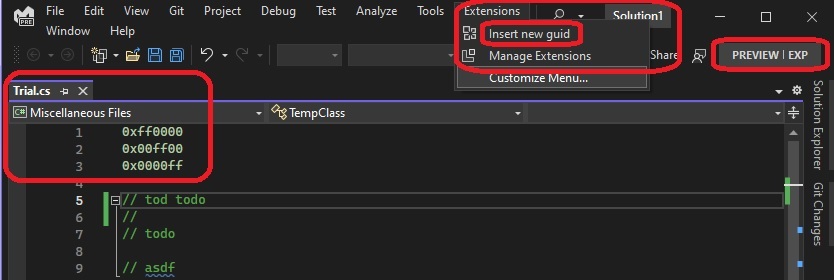 File Edit View Git Project Debug Test Analyze Tools Extensions Solution1
Window Help
PRE
Insert new guid
Manage Extensions
Customize Menu...
Share
PREVIEW | EXP
Trial.cs
C# Miscellaneous Files TempClass
1 0xff0000
2 0x00ff00
3 0x0000ff
4
5 // tod todo
6 //
7 // todo
8
9 // asdf
Solution Explorer
Git Changes